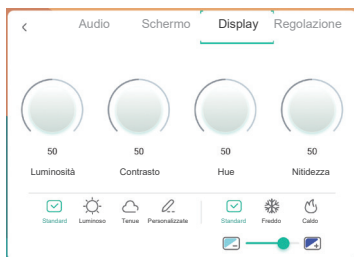 Audio Schermo Display Regolazione
50 50 50 50
Luminosità Contrasto Hue Nitidezza
Standard Luminoso Tenue Personalizzate Standard Freddo Caldo